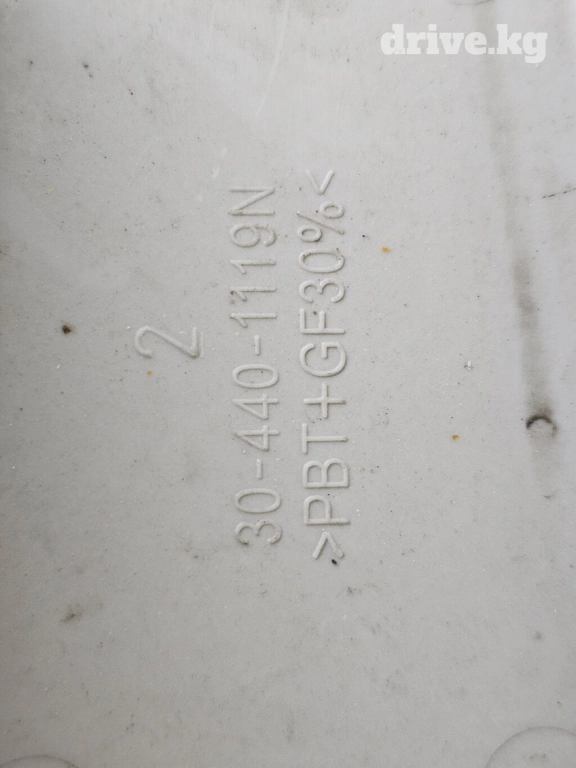 drive.kg
2
30-440-1119N
>PBT+GF30%<